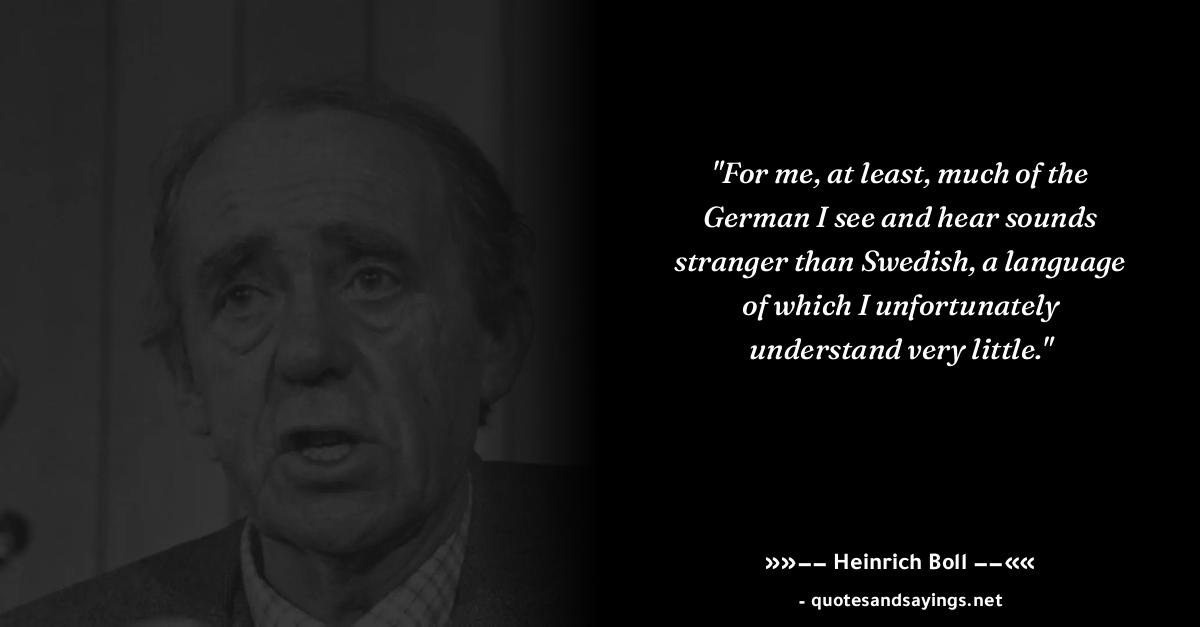 "For me, at least, much of the
German I see and hear sounds
stranger than Swedish, a language
of which I unfortunately
understand very little."
»»–– Heinrich Boll ––««
- quotesandsayings.net